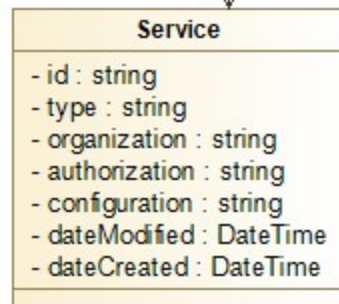 Service
- id : string
- type : string
- organization : string
- authorization : string
- configuration : string
- dateModified : DateTime
- dateCreated : DateTime